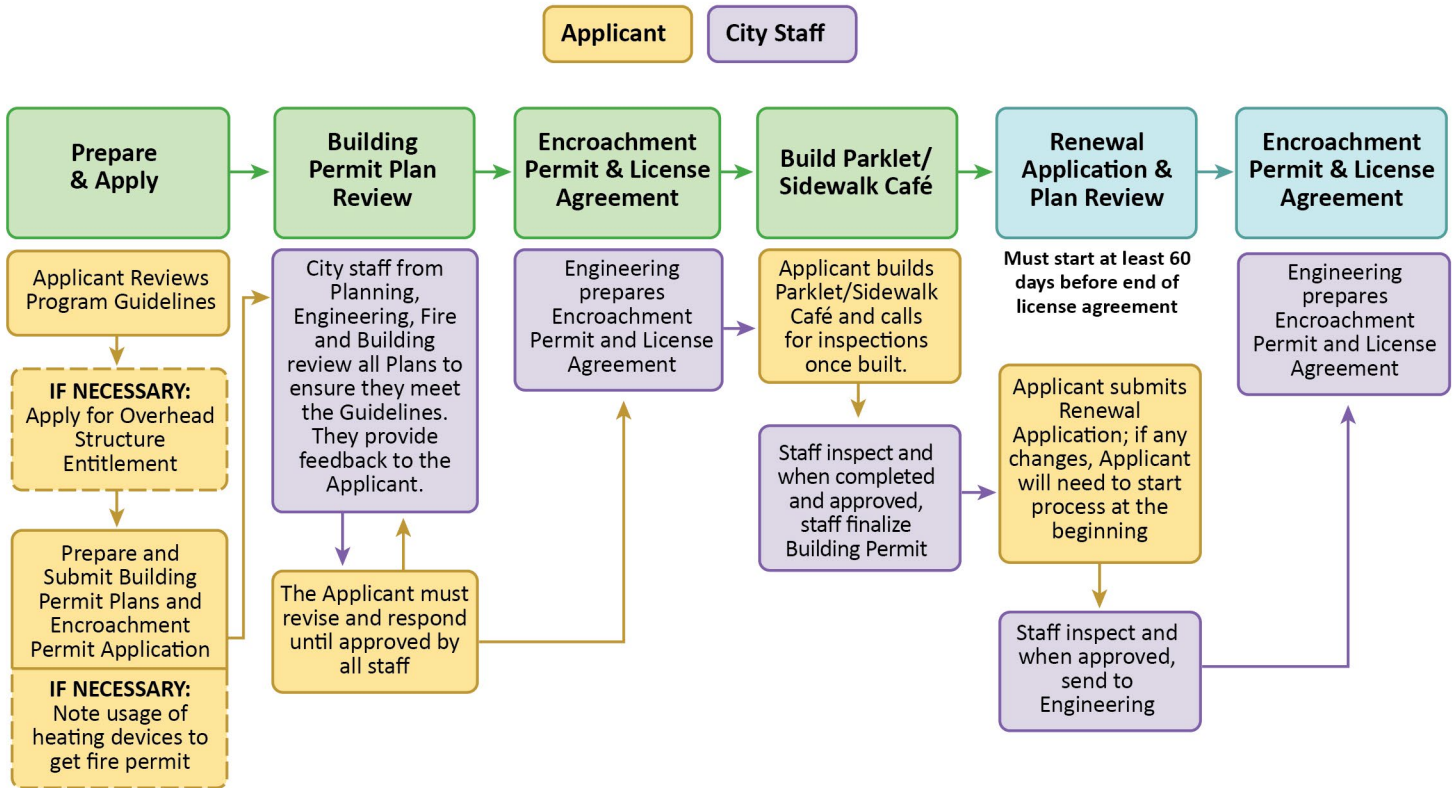 Applicant
City Staff
Prepare
& Apply
Building
Permit Plan
Review
Encroachment
Permit & License
Agreement
Build Parklet/
Sidewalk Café
Renewal
Application &
Plan Review
Encroachment
Permit & License
Agreement
Applicant Reviews
Program Guidelines
IF NECESSARY:
Apply for Overhead
Structure
Entitlement
Prepare and
Submit Building
Permit Plans and
Encroachment
Permit Application
IF NECESSARY:
Note usage of
heating devices to
get fire permit
City staff from
Planning,
Engineering, Fire
and Building
review all Plans to
ensure they meet
the Guidelines.
They provide
feedback to the
Applicant.
The Applicant must
revise and respond
until approved by
all staff
Engineering
prepares
Encroachment
Permit and License
Agreement
Applicant builds
Parklet/Sidewalk
Café and calls
for inspections
once built.
Staff inspect and
when completed
and approved,
staff finalize
Building Permit
Must start at least 60
days before end of
license agreement
Applicant submits
Renewal
Application; if any
changes, Applicant
will need to start
process at the
beginning
Staff inspect and
when approved,
send to
Engineering
Engineering
prepares
Encroachment
Permit and License
Agreement